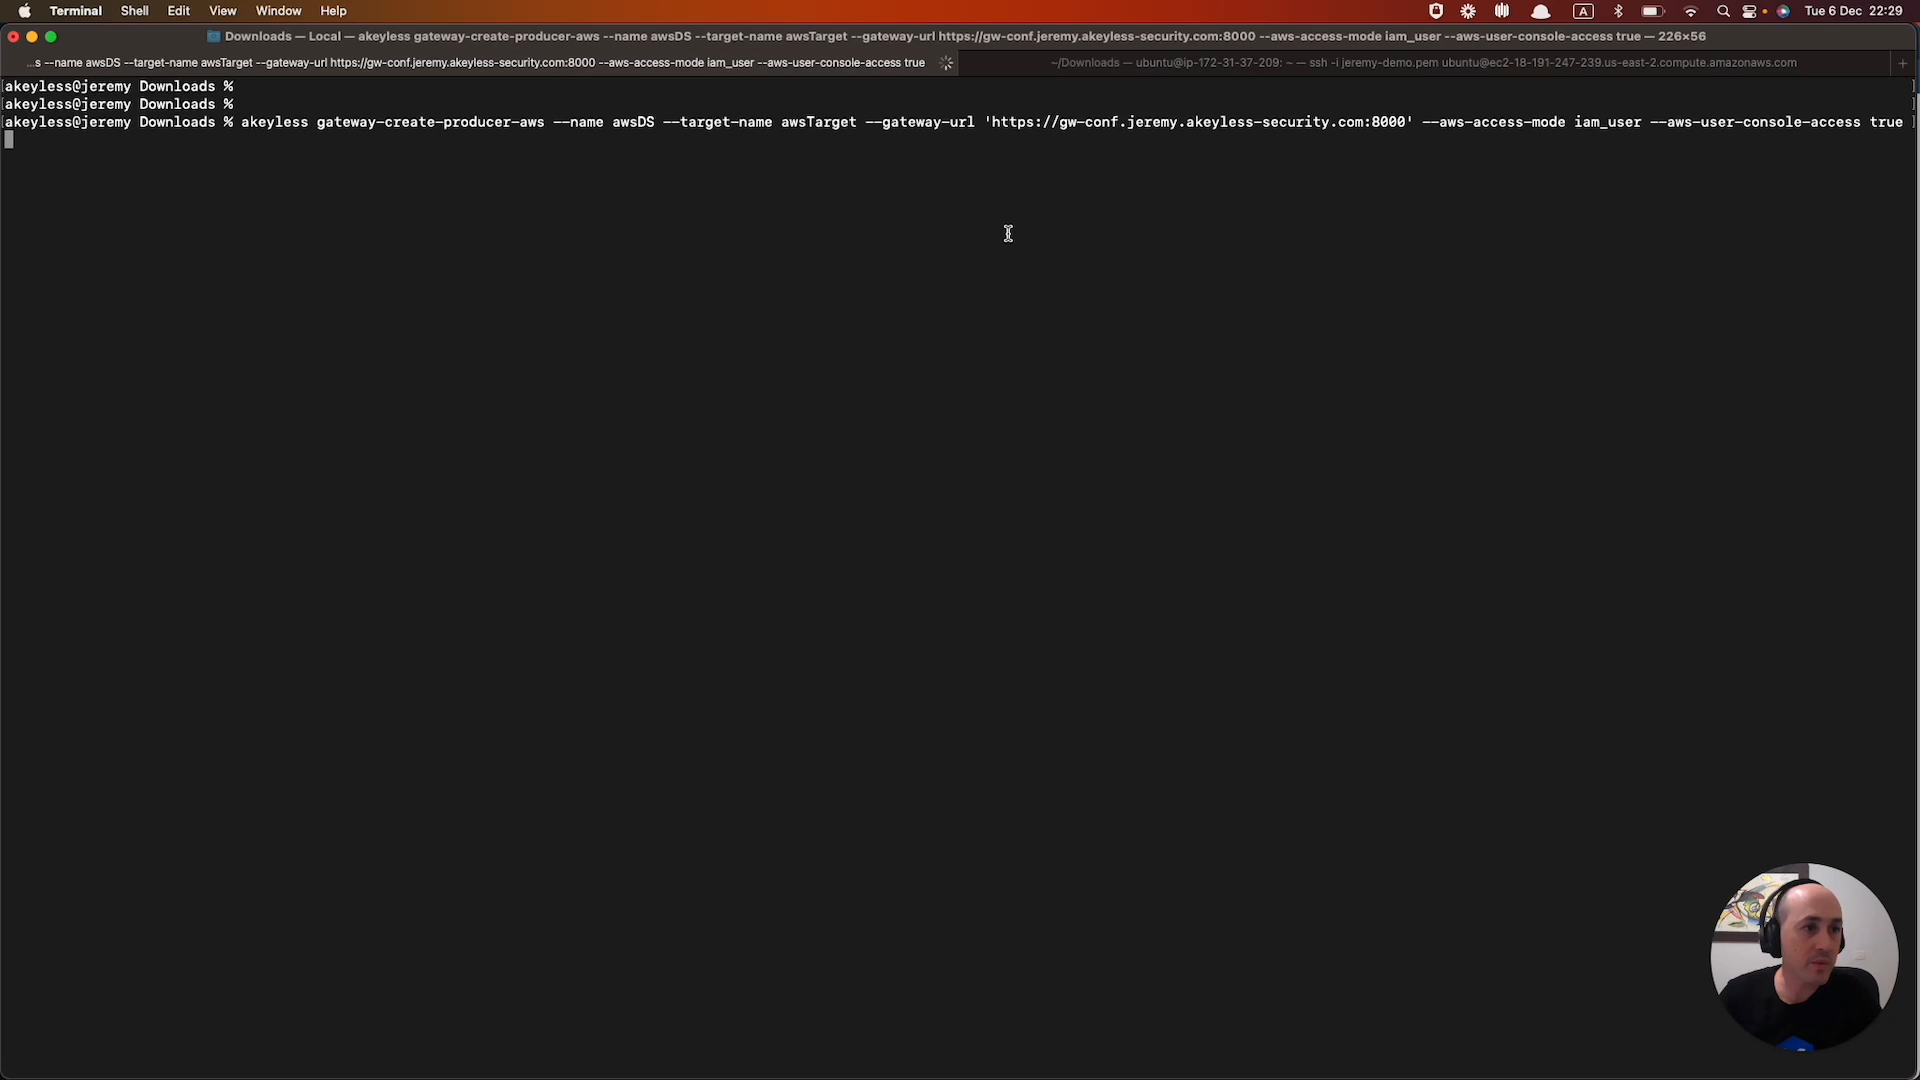 Terminal Shell Edit View Window Help A Tue 6 Dec 22:29
Downloads — Local — akeyless gateway-create-producer-aws --name awsDS --target-name awsTarget --gateway-url https://gw-conf.jeremy.akeyless-security.com:8000 --aws-access-mode iam_user --aws-user-console-access true — 226×56
...s --name awsDS --target-name awsTarget --gateway-url https://gw-conf.jeremy.akeyless-security.com:8000 --aws-access-mode iam_user --aws-user-console-access true
~/Downloads — ubuntu@ip-172-31-37-209: ~ — ssh -i jeremy-demo.pem ubuntu@ec2-18-191-247-239.us-east-2.compute.amazonaws.com +
[akeyless@jeremy Downloads % ]
[akeyless@jeremy Downloads % ]
[akeyless@jeremy Downloads % akeyless gateway-create-producer-aws --name awsDS --target-name awsTarget --gateway-url 'https://gw-conf.jeremy.akeyless-security.com:8000' --aws-access-mode iam_user --aws-user-console-access true ]